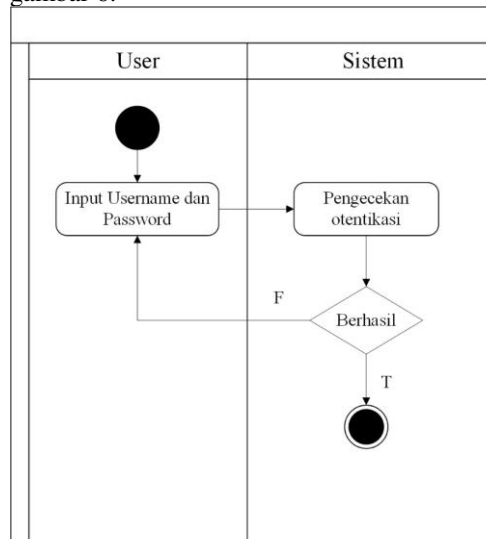 gambar 6.
User
Sistem
Input Username dan
Password
Pengecekan
otentikasi
F
Berhasil
T